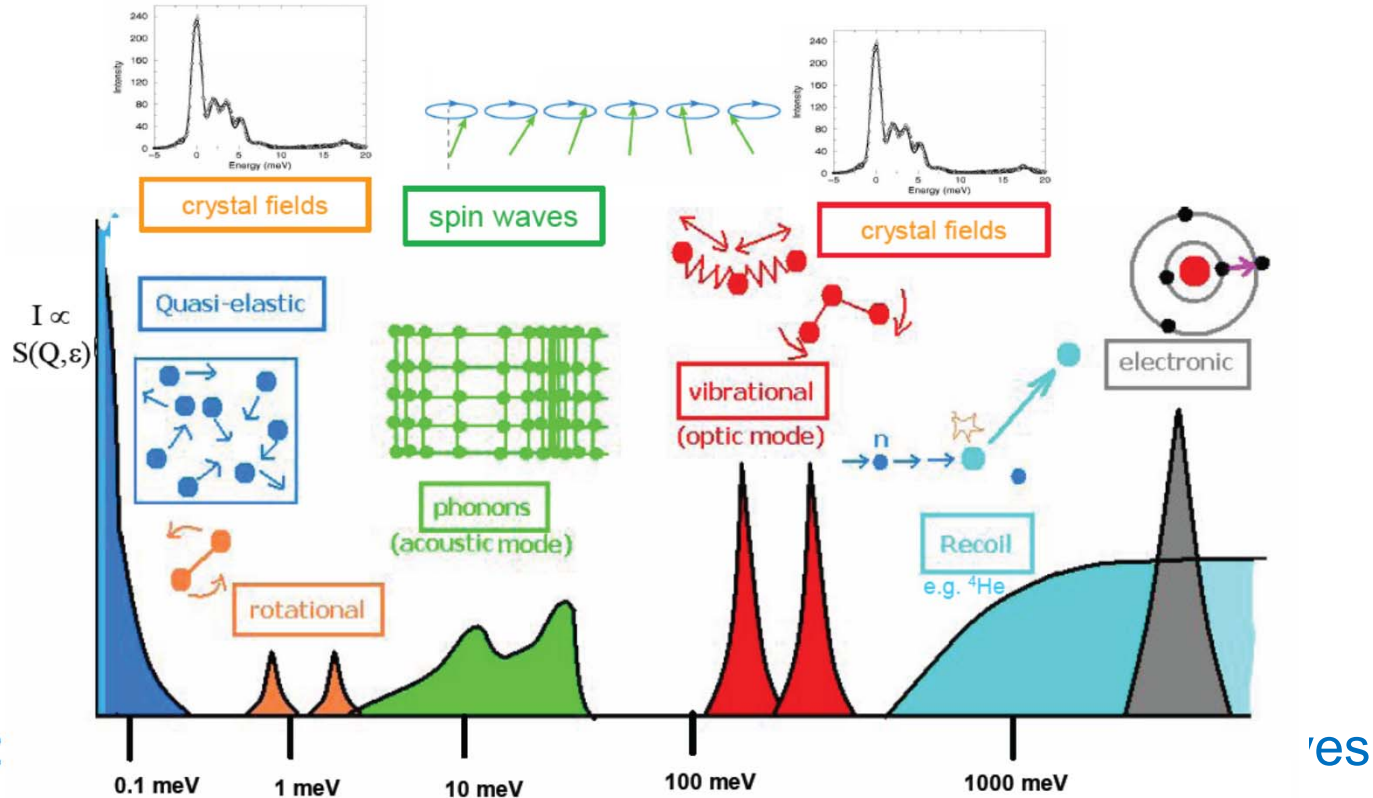 240
200
160
120
80
40
0
Intensity
-5
0
5
10
15
20
Energy (meV)
240
200
160
120
80
40
0
Intensity
-5
0
5
10
15
20
Energy (meV)
crystal fields
spin waves
crystal fields
Quasi-elastic
I ∝
S(Q,ε)
electronic
vibrational
(optic mode)
n
phonons
(acoustic mode)
Recoil
e.g. ⁴He
rotational
0.1 meV
1 meV
10 meV
100 meV
1000 meV